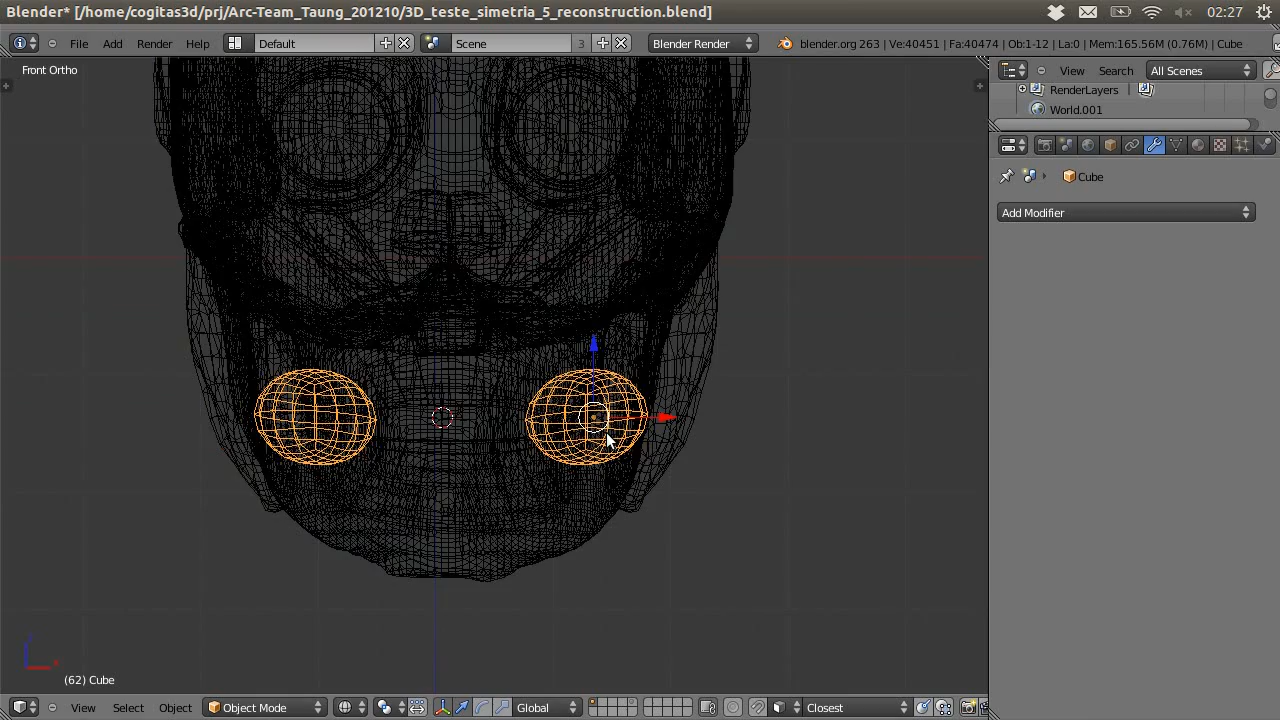 Blender* [/home/cogitas3d/prj/Arc-Team_Taung_201210/3D_teste_simetria_5_reconstruction.blend]
02:27
File Add Render Help Default Scene 3 Blender Render blender.org 263 | Ve:40451 | Fa:40474 | Ob:1-12 | La:0 | Mem:165.56M (0.76M) | Cube
Front Ortho
View Search All Scenes
RenderLayers
World.001
Cube
Add Modifier
(62) Cube
View Select Object Object Mode Global Closest